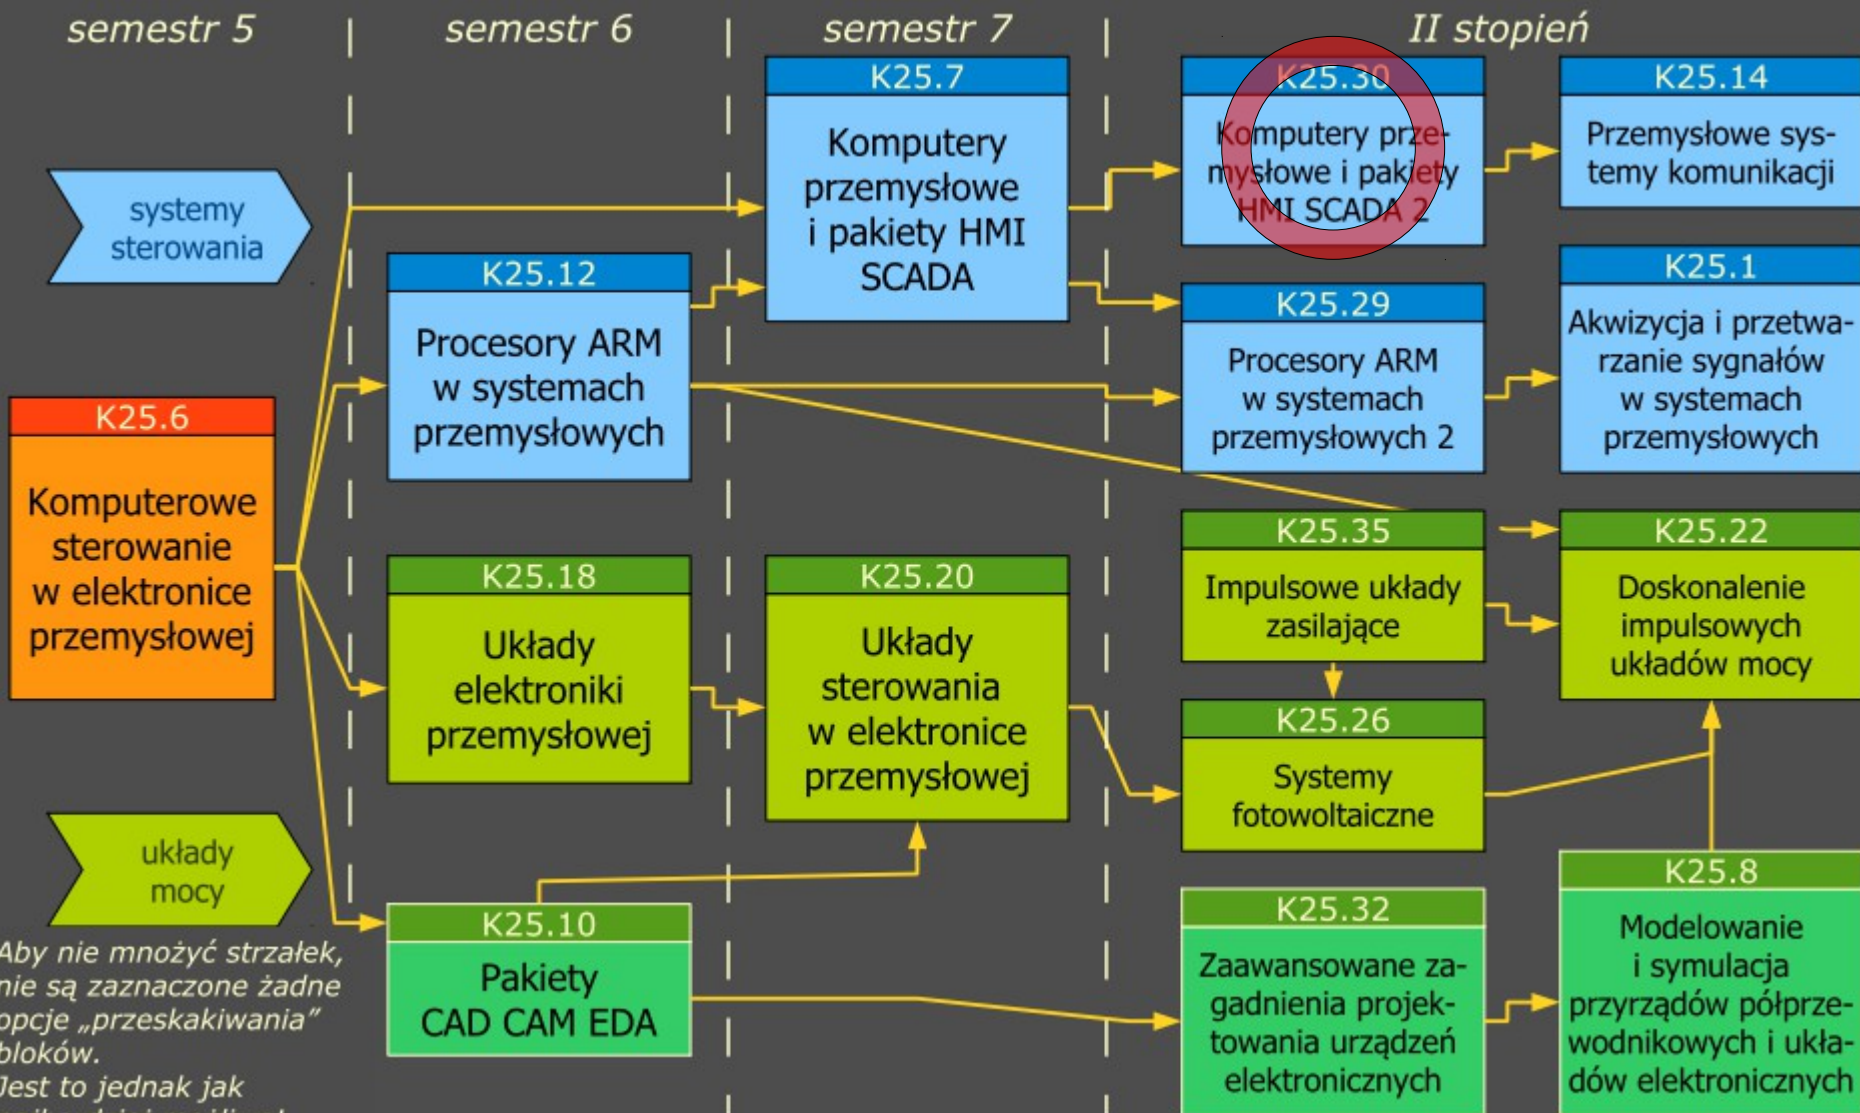 semestr 5
semestr 6
semestr 7
II stopień
systemy
sterowania
K25.6
Komputerowe
sterowanie
w elektronice
przemysłowej
układy
mocy
Aby nie mnożyć strzałek,
nie są zaznaczone żadne
opcje „przeskakiwania”
bloków.
Jest to jednak jak
K25.12
Procesory ARM
w systemach
przemysłowych
K25.18
Układy
elektroniki
przemysłowej
K25.10
Pakiety
CAD CAM EDA
K25.7
Komputery
przemysłowe
i pakiety HMI
SCADA
K25.20
Układy
sterowania
w elektronice
przemysłowej
K25.30
Komputery prze-
mysłowe i pakiety
HMI SCADA 2
K25.29
Procesory ARM
w systemach
przemysłowych 2
K25.35
Impulsowe układy
zasilające
K25.26
Systemy
fotowoltaiczne
K25.32
Zaawansowane za-
gadnienia projek-
towania urządzeń
elektronicznych
K25.14
Przemysłowe sys-
temy komunikacji
K25.1
Akwizycja i przetwa-
rzanie sygnałów
w systemach
przemysłowych
K25.22
Doskonalenie
impulsowych
układów mocy
K25.8
Modelowanie
i symulacja
przyrządów półprze-
wodnikowych i ukła-
dów elektronicznych